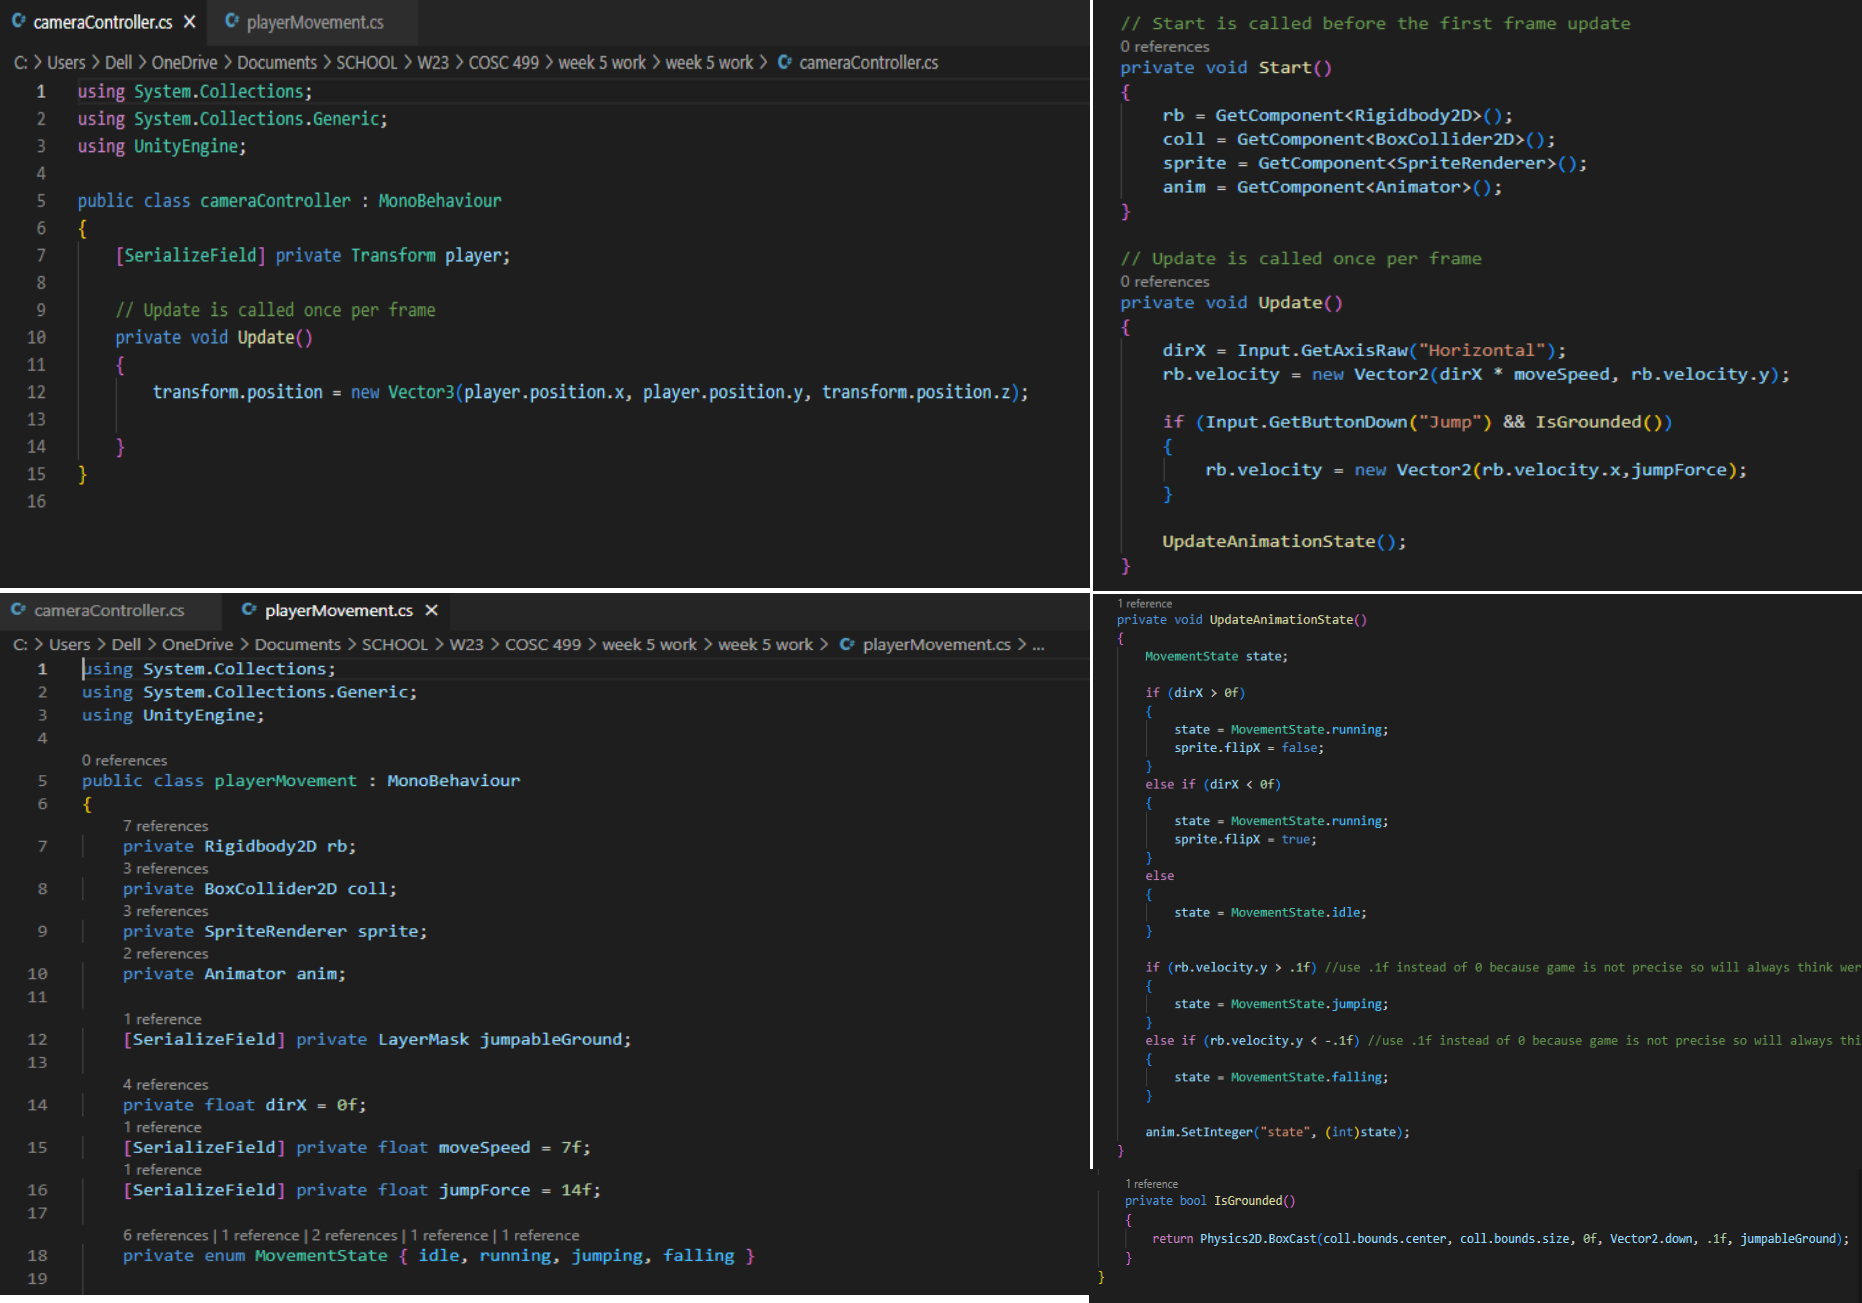 cameraController.cs
playerMovement.cs
C: > Users > Dell > OneDrive > Documents > SCHOOL > W23 > COSC 499 > week 5 work > week 5 work > cameraController.cs
1 using System.Collections;
2 using System.Collections.Generic;
3 using UnityEngine;
4
5 public class cameraController : MonoBehaviour
6 {
7 [SerializeField] private Transform player;
8
9 // Update is called once per frame
10 private void Update()
11 {
12 transform.position = new Vector3(player.position.x, player.position.y, transform.position.z);
13
14 }
15 }
16
// Start is called before the first frame update
0 references
private void Start()
{
rb = GetComponent<Rigidbody2D>();
coll = GetComponent<BoxCollider2D>();
sprite = GetComponent<SpriteRenderer>();
anim = GetComponent<Animator>();
}
// Update is called once per frame
0 references
private void Update()
{
dirX = Input.GetAxisRaw("Horizontal");
rb.velocity = new Vector2(dirX * moveSpeed, rb.velocity.y);
if (Input.GetButtonDown("Jump") && IsGrounded())
{
rb.velocity = new Vector2(rb.velocity.x,jumpForce);
}
UpdateAnimationState();
}
cameraController.cs
playerMovement.cs
C: > Users > Dell > OneDrive > Documents > SCHOOL > W23 > COSC 499 > week 5 work > week 5 work > playerMovement.cs > ...
1 using System.Collections;
2 using System.Collections.Generic;
3 using UnityEngine;
4
0 references
5 public class playerMovement : MonoBehaviour
6 {
7 references
7 private Rigidbody2D rb;
3 references
8 private BoxCollider2D coll;
3 references
9 private SpriteRenderer sprite;
2 references
10 private Animator anim;
11
1 reference
12 [SerializeField] private LayerMask jumpableGround;
13
4 references
14 private float dirX = 0f;
1 reference
15 [SerializeField] private float moveSpeed = 7f;
1 reference
16 [SerializeField] private float jumpForce = 14f;
17
6 references | 1 reference | 2 references | 1 reference | 1 reference
18 private enum MovementState { idle, running, jumping, falling }
19
1 reference
private void UpdateAnimationState()
{
MovementState state;
if (dirX > 0f)
{
state = MovementState.running;
sprite.flipX = false;
}
else if (dirX < 0f)
{
state = MovementState.running;
sprite.flipX = true;
}
else
{
state = MovementState.idle;
}
if (rb.velocity.y > .1f) //use .1f instead of 0 because game is not precise so will always think wer
{
state = MovementState.jumping;
}
else if (rb.velocity.y < -.1f) //use .1f instead of 0 because game is not precise so will always thi
{
state = MovementState.falling;
}
anim.SetInteger("state", (int)state);
}
1 reference
private bool IsGrounded()
{
return Physics2D.BoxCast(coll.bounds.center, coll.bounds.size, 0f, Vector2.down, .1f, jumpableGround);
}
}